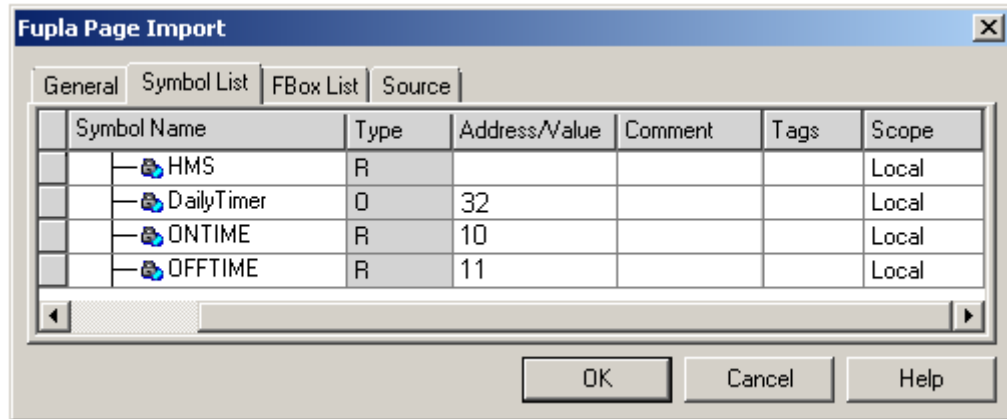 Fupla Page Import
General Symbol List FBox List Source
Symbol Name Type Address/Value Comment Tags Scope
HMS R Local
DailyTimer O 32 Local
ONTIME R 10 Local
OFFTIME R 11 Local
OK Cancel Help